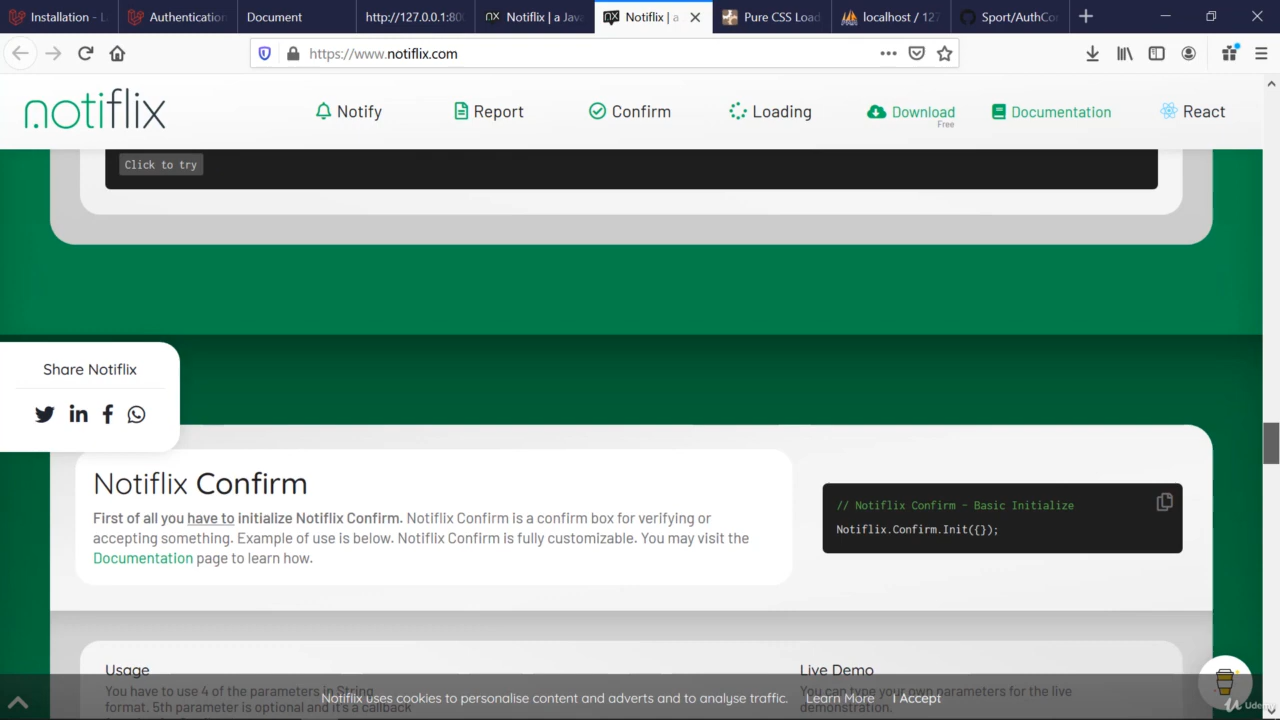 Installation - L
Authentication
Document
http://127.0.0.1:80
Notiflix | a Java
Notiflix | a
Pure CSS Load
localhost / 127
Sport/AuthCo
https://www.notiflix.com
notiflix
Notify
Report
Confirm
Loading
Download
Free
Documentation
React
Click to try
Share Notiflix
Notiflix Confirm
First of all you have to initialize Notiflix Confirm. Notiflix Confirm is a confirm box for verifying or
accepting something. Example of use is below. Notiflix Confirm is fully customizable. You may visit the
Documentation page to learn how.
// Notiflix Confirm - Basic Initialize
Notiflix.Confirm.Init({});
Usage
You have to use 4 of the parameters in String
format. 5th parameter is optional and it's a callback
Live Demo
You can type your own parameters for the live
demonstration.
Notiflix uses cookies to personalise content and adverts and to analyse traffic.
Learn More
I Accept
Udemy